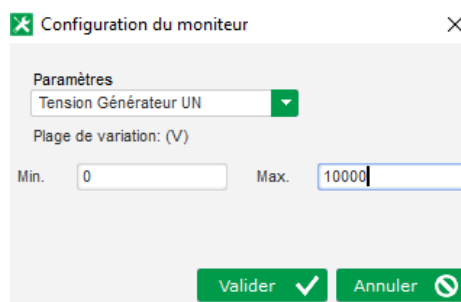 Configuration du moniteur
Paramètres
Tension Générateur UN
Plage de variation: (V)
Min. 0 Max. 10000
Valider Annuler